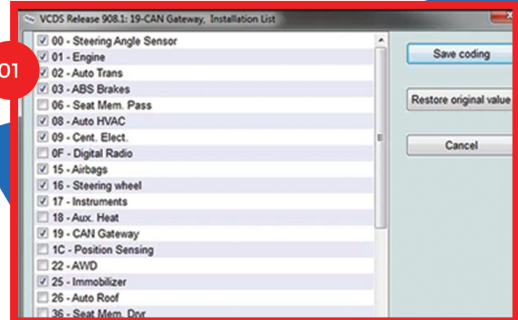 VCDS Release 908.1: 19-CAN Gateway, Installation List
01
00 - Steering Angle Sensor
01 - Engine
02 - Auto Trans
03 - ABS Brakes
06 - Seat Mem. Pass
08 - Auto HVAC
09 - Cent. Elect.
0F - Digital Radio
15 - Airbags
16 - Steering wheel
17 - Instruments
18 - Aux. Heat
19 - CAN Gateway
1C - Position Sensing
22 - AWD
25 - Immobilizer
26 - Auto Roof
36 - Seat Mem. Drvr
Save coding
Restore original value
Cancel